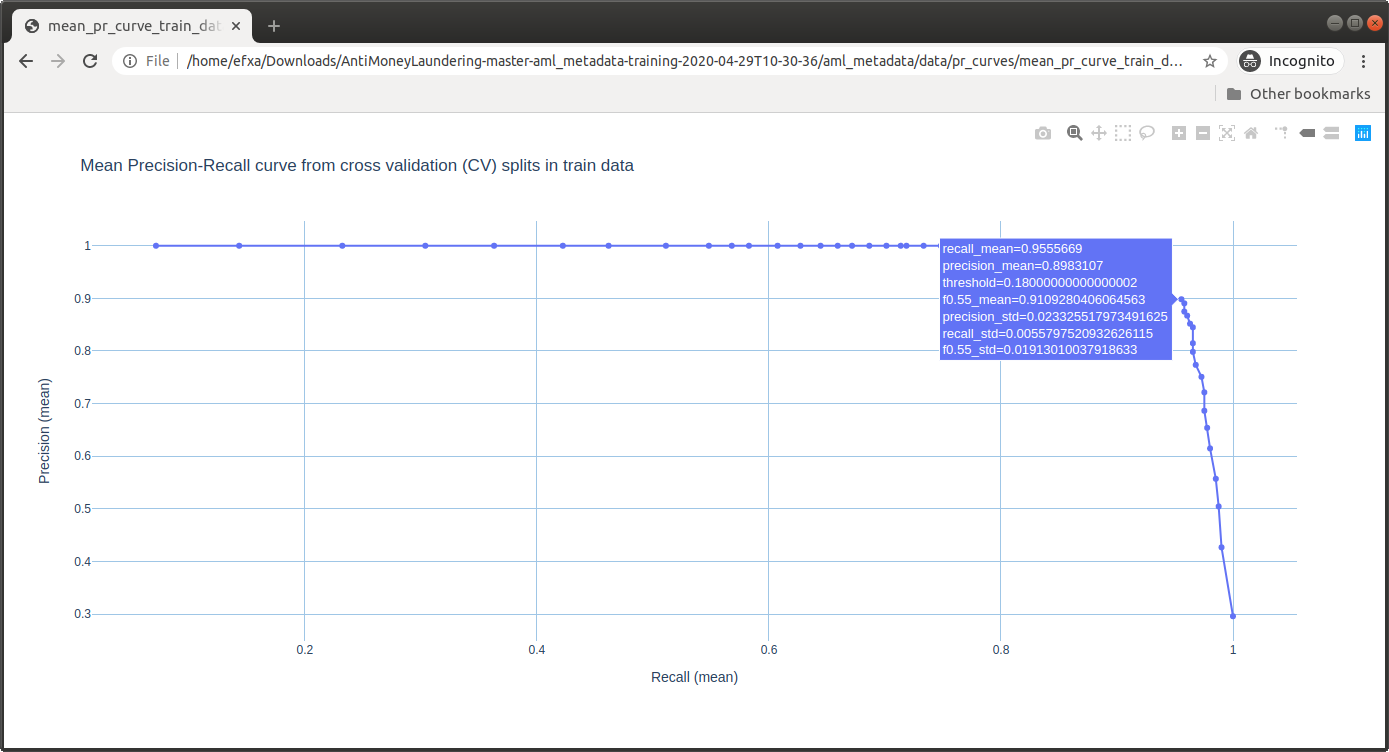 mean_pr_curve_train_dat
File
/home/efxa/Downloads/AntiMoneyLaundering-master-aml_metadata-training-2020-04-29T10-30-36/aml_metadata/data/pr_curves/mean_pr_curve_train_d...
Incognito
Other bookmarks
Mean Precision-Recall curve from cross validation (CV) splits in train data
recall_mean=0.9555669
precision_mean=0.8983107
threshold=0.18000000000000002
f0.55_mean=0.9109280406064563
precision_std=0.023325517973491625
recall_std=0.0055797520932626115
f0.55_std=0.01913010037918633
1
0.9
0.8
0.7
0.6
0.5
0.4
0.3
Precision (mean)
0.2
0.4
0.6
0.8
1
Recall (mean)